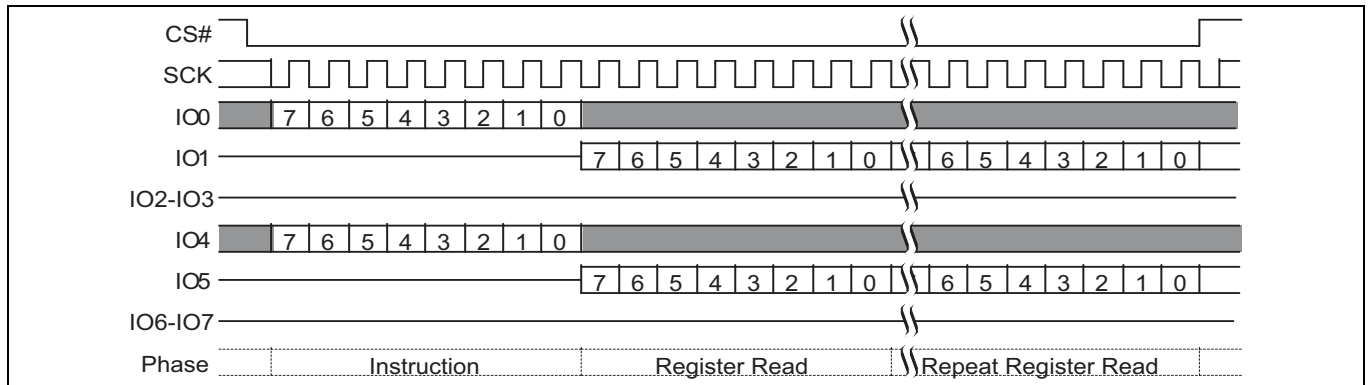 CS#
SCK
IO0 7 6 5 4 3 2 1 0
IO1 7 6 5 4 3 2 1 0 6 5 4 3 2 1 0
IO2-IO3
IO4 7 6 5 4 3 2 1 0
IO5 7 6 5 4 3 2 1 0 6 5 4 3 2 1 0
IO6-IO7
Phase Instruction Register Read Repeat Register Read